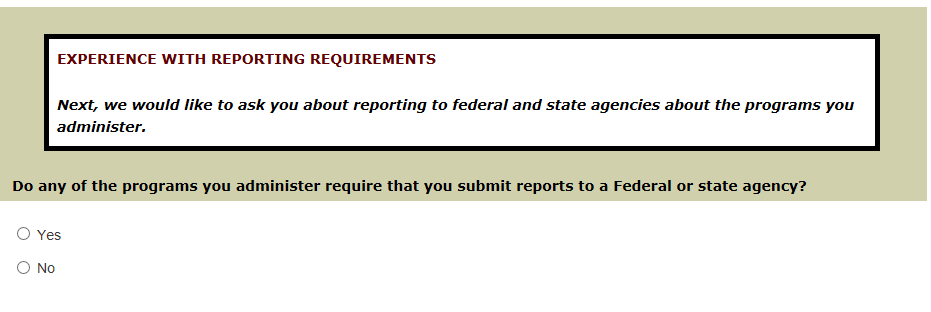 EXPERIENCE WITH REPORTING REQUIREMENTS
Next, we would like to ask you about reporting to federal and state agencies about the programs you
administer.
Do any of the programs you administer require that you submit reports to a Federal or state agency?
Yes
No